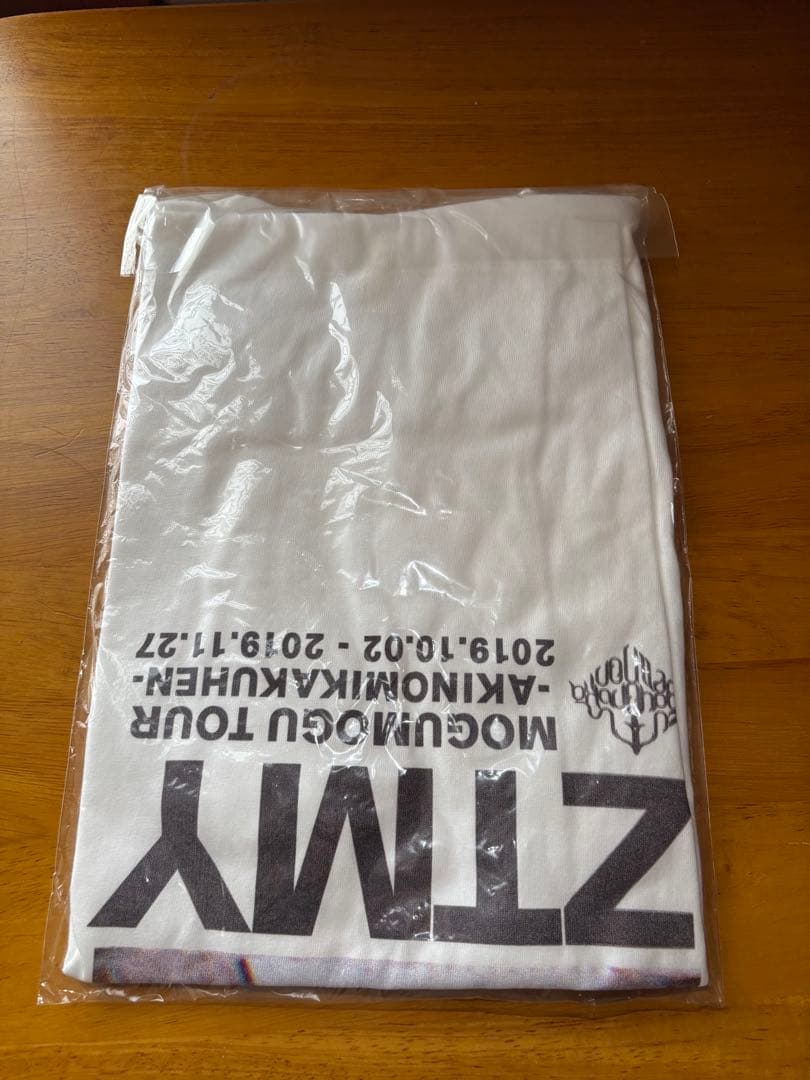 ZTMY
MOGUMOGU TOUR
-AKINOMIKAKUHEN-
2019.10.02 - 2019.11.27